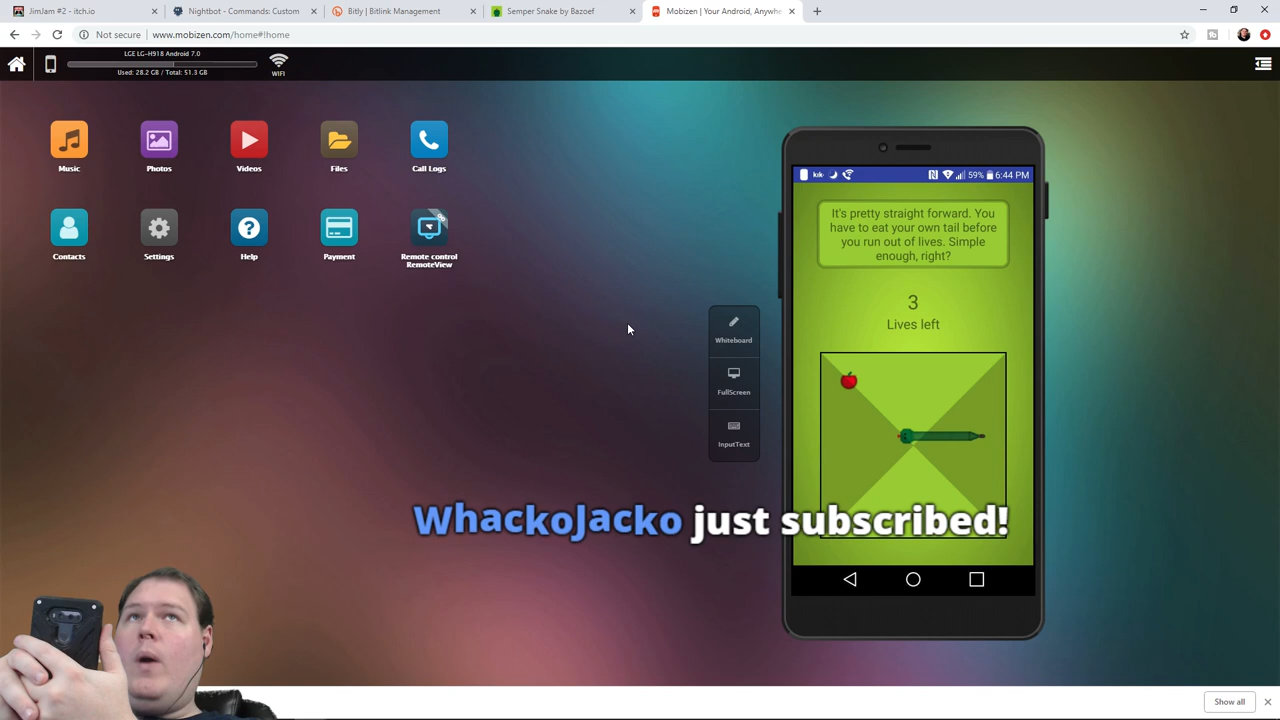 JimJam #2 - itch.io
Nightbot - Commands: Custom
Bitly | Bitlink Management
Semper Snake by Bazoef
Mobizen | Your Android, Anywhe
Not secure
www.mobizen.com/home#!home
LGE LG-H918 Android 7.0
Used: 28.2 GB / Total: 51.3 GB
WIFI
Music
Photos
Videos
Files
Call Logs
Contacts
Settings
Help
Payment
Remote control
RemoteView
Whiteboard
FullScreen
InputText
kik
59%
6:44 PM
It's pretty straight forward. You
have to eat your own tail before
you run out of lives. Simple
enough, right?
3
Lives left
WhackoJacko just subscribed!
Show all